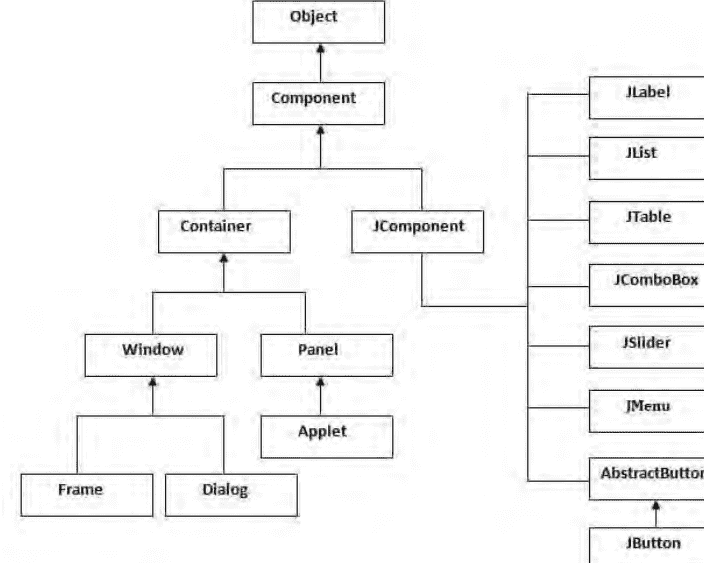 Object
Component
Container
JComponent
Window
Panel
Applet
Frame
Dialog
JLabel
JList
JTable
JComboBox
JSlider
JMenu
AbstractButton
JButton